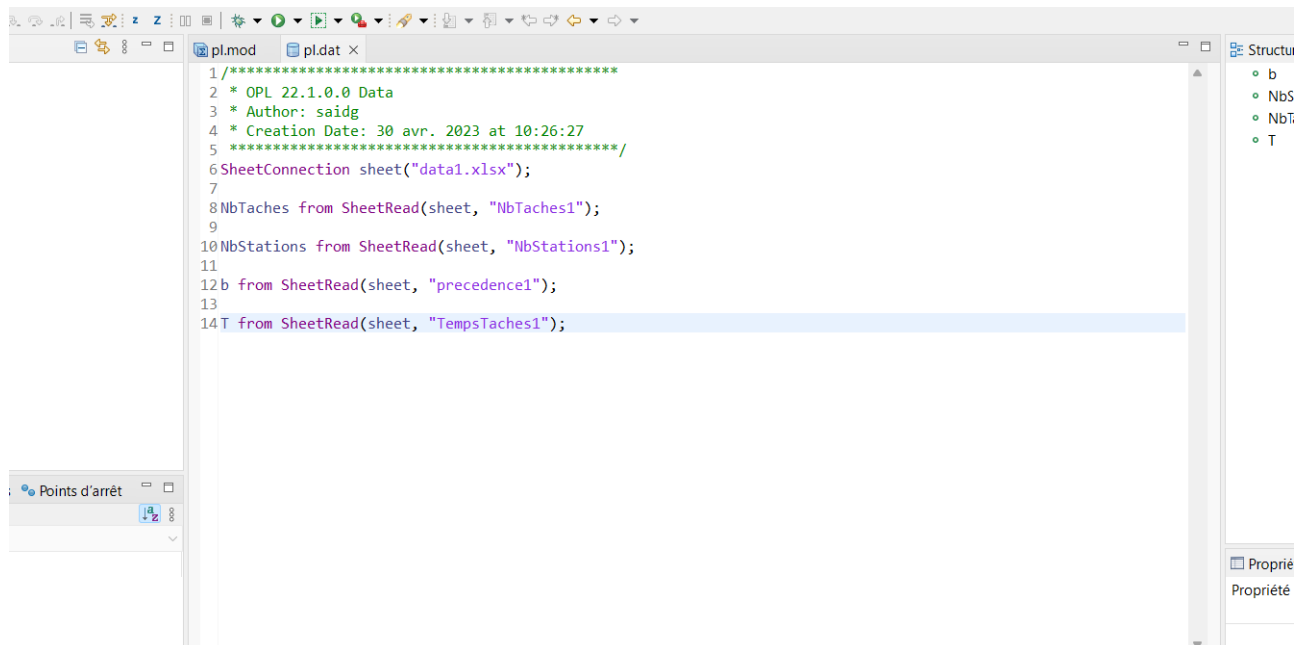 pl.mod
pl.dat
1 /*********************************************
2  * OPL 22.1.0.0 Data
3  * Author: saidg
4  * Creation Date: 30 avr. 2023 at 10:26:27
5  *********************************************/
6 SheetConnection sheet("data1.xlsx");
7
8 NbTaches from SheetRead(sheet, "NbTaches1");
9
10 NbStations from SheetRead(sheet, "NbStations1");
11
12 b from SheetRead(sheet, "precedence1");
13
14 T from SheetRead(sheet, "TempsTaches1");
Structu
b
NbS
NbTa
T
Points d'arrêt
Proprié
Propriété